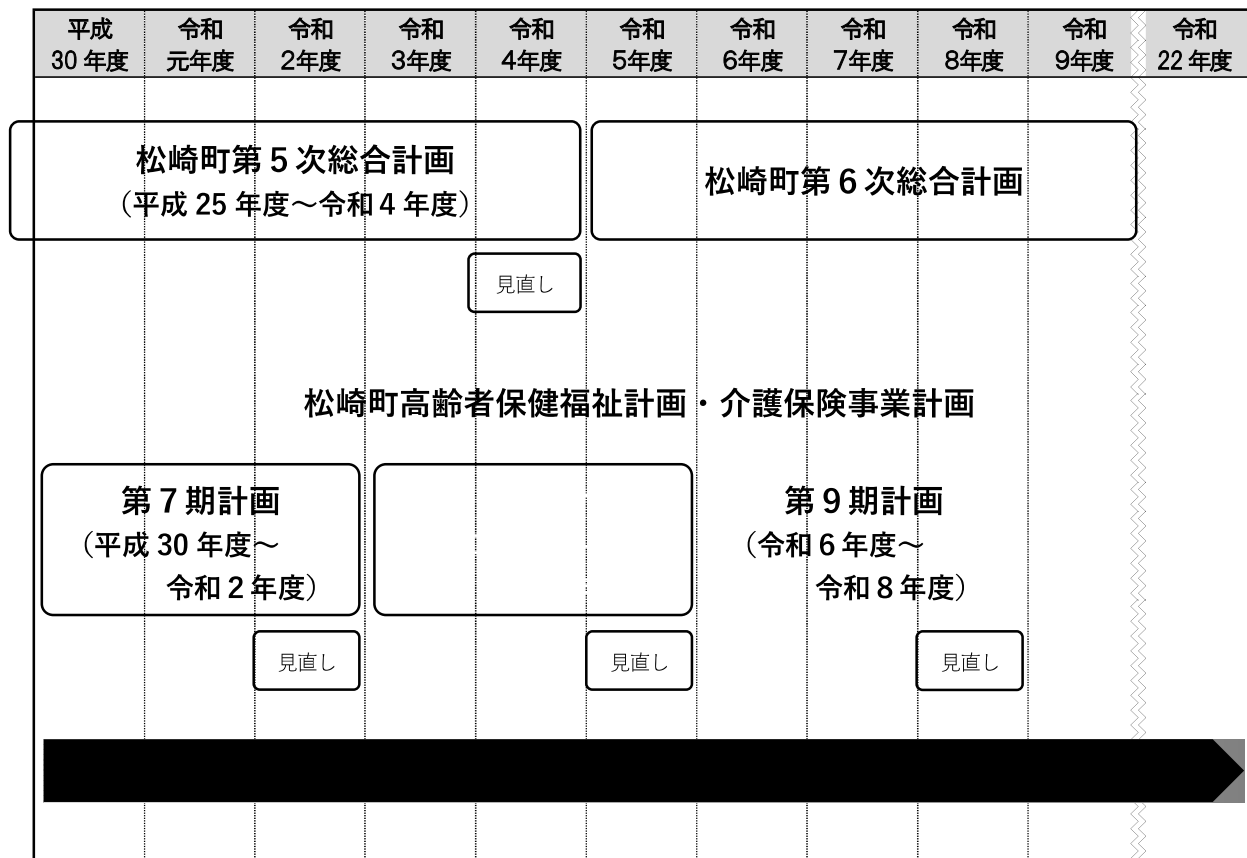 平成 令和 令和 令和 令和 令和 令和 令和 令和 令和 令和
30年度 元年度 2年度 3年度 4年度 5年度 6年度 7年度 8年度 9年度 22年度
松崎町第5次総合計画
（平成25年度～令和4年度）
松崎町第6次総合計画
見直し
松崎町高齢者保健福祉計画・介護保険事業計画
第7期計画
（平成30年度～
令和2年度）
第9期計画
（令和6年度～
令和8年度）
見直し
見直し
見直し